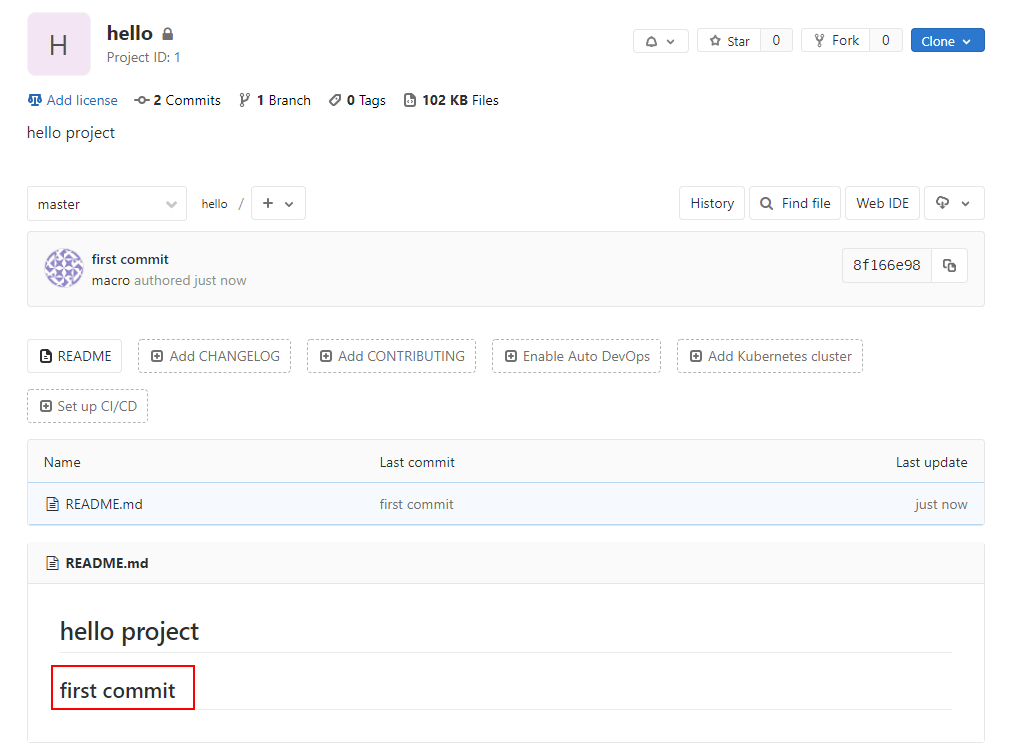 H
hello
Project ID: 1
Star 0 Fork 0 Clone
Add license 2 Commits 1 Branch 0 Tags 102 KB Files
hello project
master hello / + History Find file Web IDE
first commit
macro authored just now
8f166e98
README Add CHANGELOG Add CONTRIBUTING Enable Auto DevOps Add Kubernetes cluster
Set up CI/CD
Name Last commit Last update
README.md first commit just now
README.md
hello project
first commit